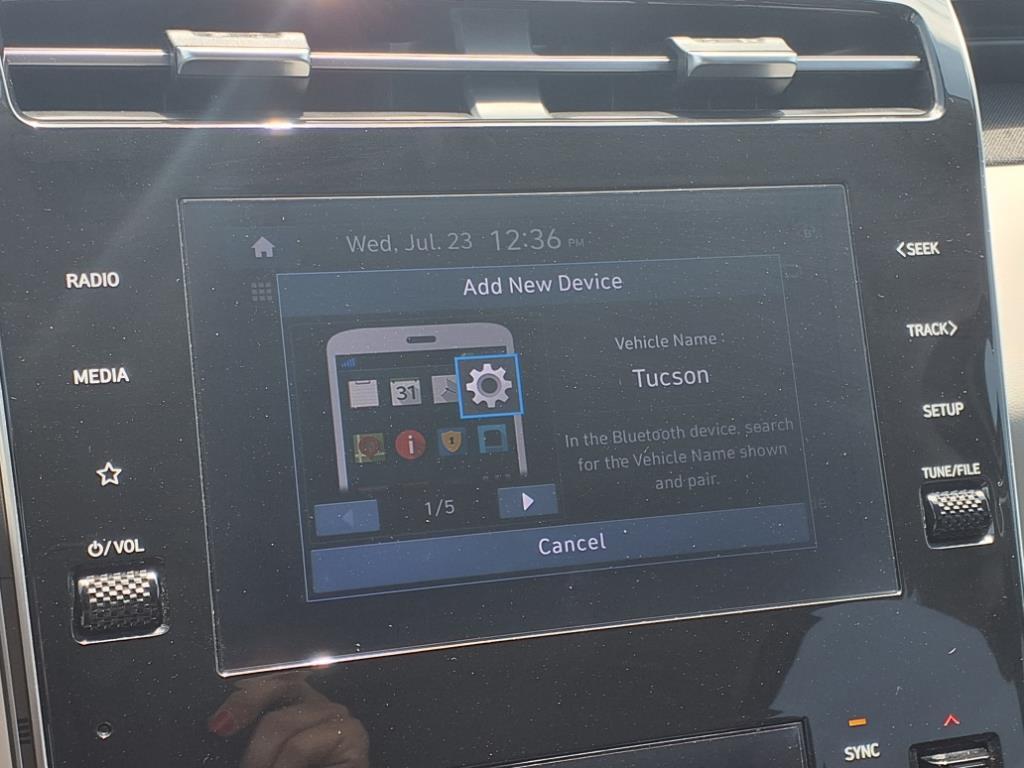 Wed, Jul. 23 12:36 PM
Add New Device
Vehicle Name :
Tucson
In the Bluetooth device, search
for the Vehicle Name shown
and pair.
31
i
1/5
Cancel
RADIO
MEDIA
/VOL
<SEEK
TRACK>
SETUP
TUNE/FILE
SYNC